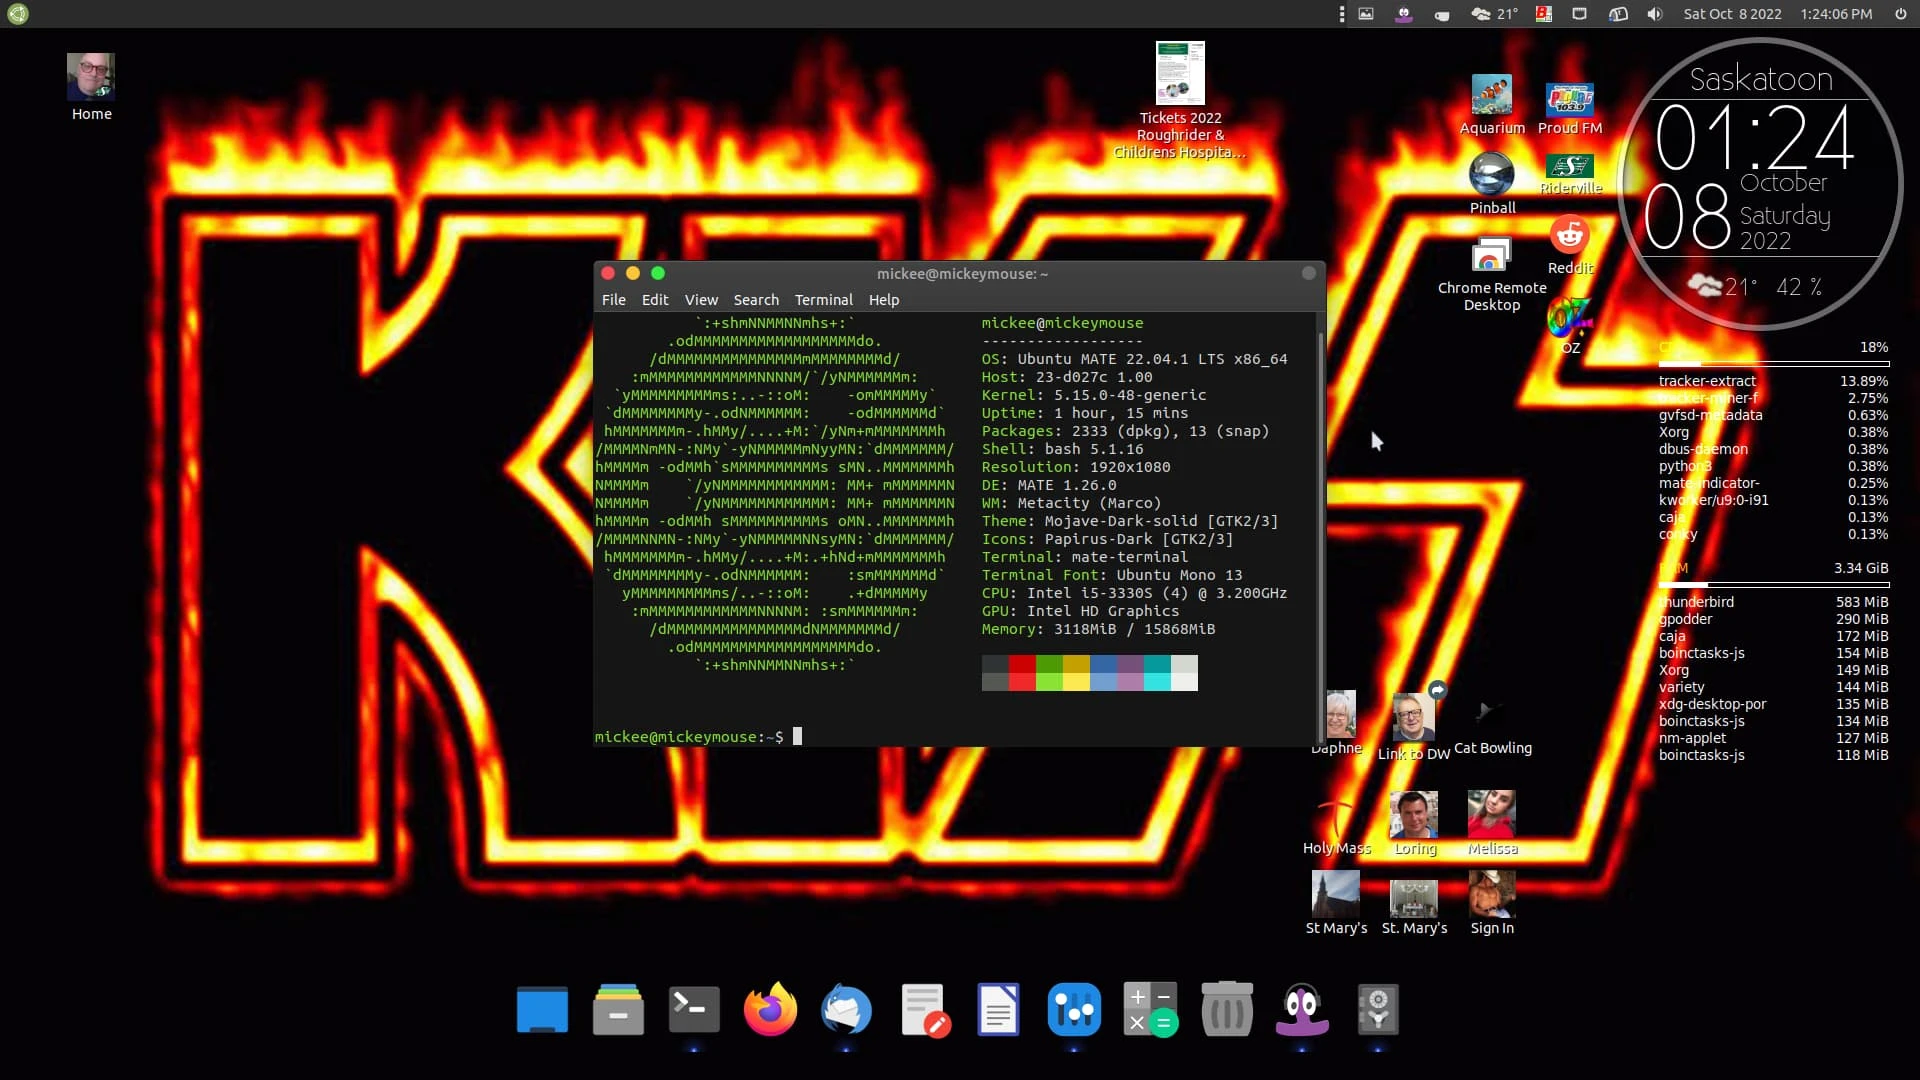 21°
Sat Oct 8 2022
1:24:06 PM
Home
Tickets 2022
Roughrider &
Childrens Hospita...
Aquarium
Proud FM
Pinball
Riderville
Chrome Remote
Desktop
Reddit
OZ
Saskatoon
01:24
08
October
Saturday
2022
21° 42 %
18%
tracker-extract 13.89%
tracker-miner-f 2.75%
gvfsd-metadata 0.63%
Xorg 0.38%
dbus-daemon 0.38%
python3 0.38%
mate-indicator- 0.25%
kworker/u9:0-i91 0.13%
caja 0.13%
conky 0.13%
RAM 3.34 GiB
thunderbird 583 MiB
gpodder 290 MiB
caja 172 MiB
boinctasks-js 154 MiB
Xorg 149 MiB
variety 144 MiB
xdg-desktop-por 135 MiB
boinctasks-js 134 MiB
nm-applet 127 MiB
boinctasks-js 118 MiB
mickee@mickeymouse: ~
File Edit View Search Terminal Help
mickee@mickeymouse
------------------
OS: Ubuntu MATE 22.04.1 LTS x86_64
Host: 23-d027c 1.00
Kernel: 5.15.0-48-generic
Uptime: 1 hour, 15 mins
Packages: 2333 (dpkg), 13 (snap)
Shell: bash 5.1.16
Resolution: 1920x1080
DE: MATE 1.26.0
WM: Metacity (Marco)
Theme: Mojave-Dark-solid [GTK2/3]
Icons: Papirus-Dark [GTK2/3]
Terminal: mate-terminal
Terminal Font: Ubuntu Mono 13
CPU: Intel i5-3330S (4) @ 3.200GHz
GPU: Intel HD Graphics
Memory: 3118MiB / 15868MiB
mickee@mickeymouse:~$
Daphne
Link to DW
Cat Bowling
Holy Mass
Loring
Melissa
St Mary's
St. Mary's
Sign In